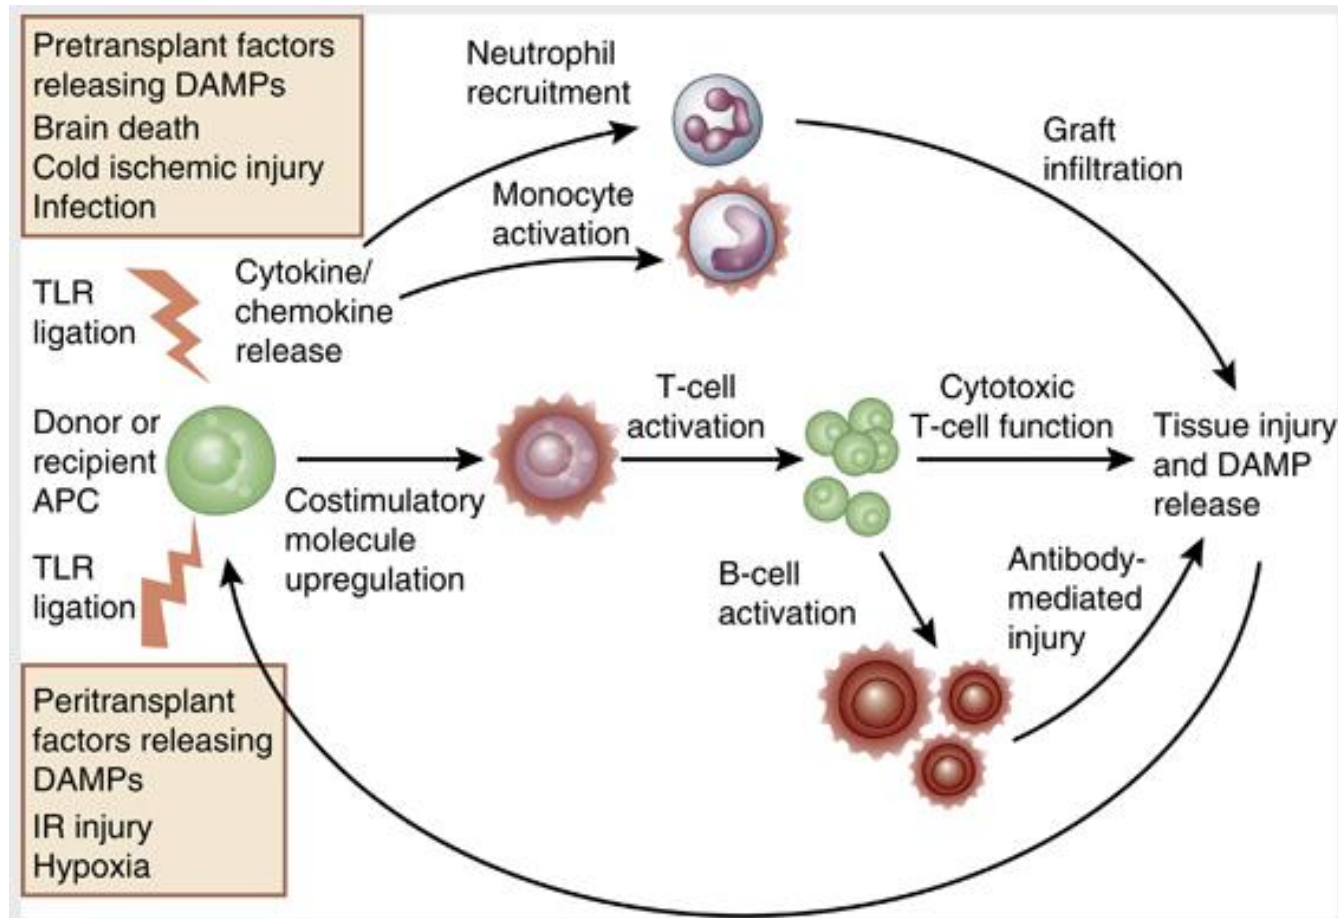 Pretransplant factors
releasing DAMPs
Brain death
Cold ischemic injury
Infection
Neutrophil
recruitment
Monocyte
activation
Graft
infiltration
TLR
ligation
Cytokine/
chemokine
release
Donor or
recipient
APC
Costimulatory
molecule
upregulation
T-cell
activation
Cytotoxic
T-cell function
Tissue injury
and DAMP
release
TLR
ligation
B-cell
activation
Antibody-
mediated
injury
Peritransplant
factors releasing
DAMPs
IR injury
Hypoxia